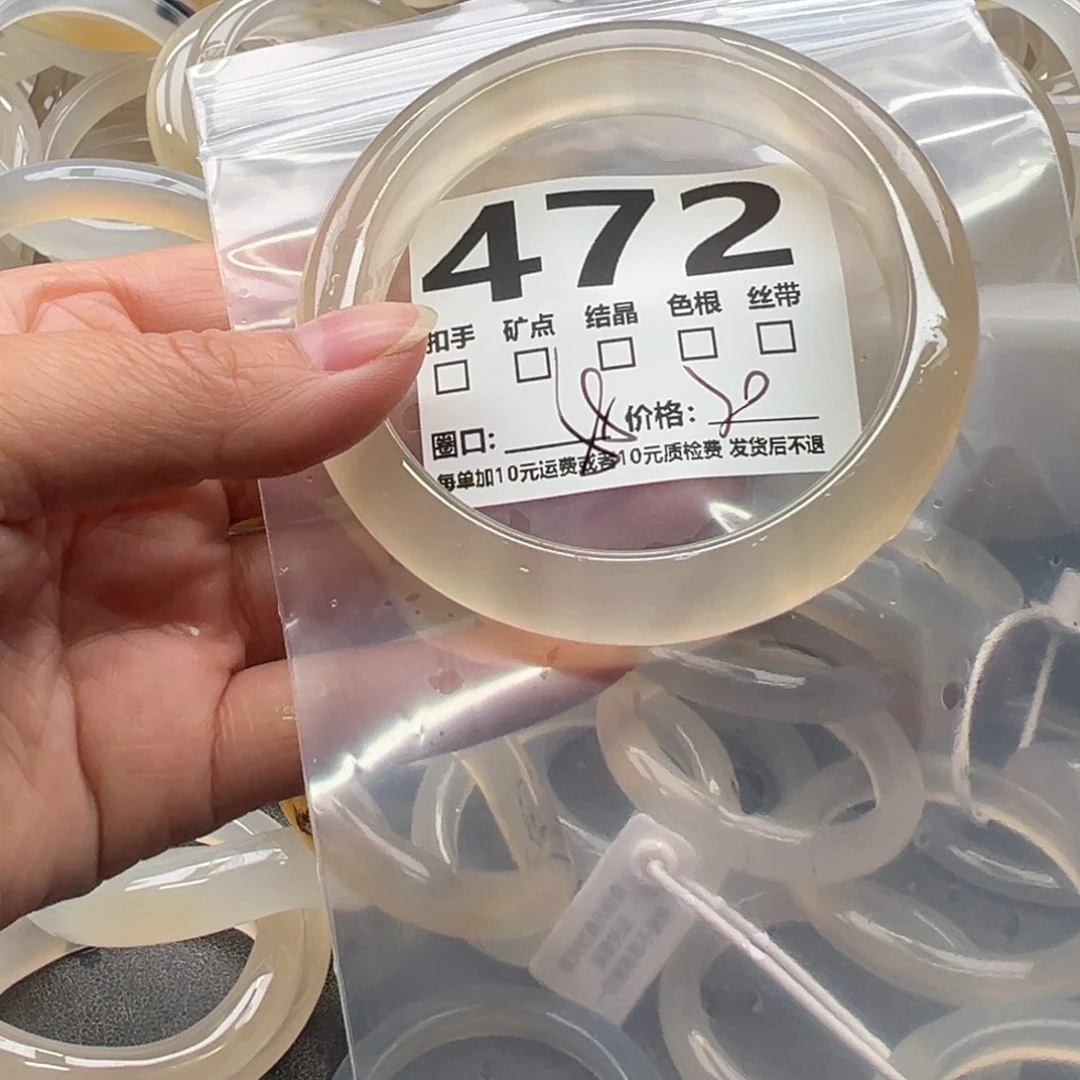 472
扣手 矿点 结晶 色根 丝带
圈口: 价格:
每单加10元运费或者10元质检费 发货后不退